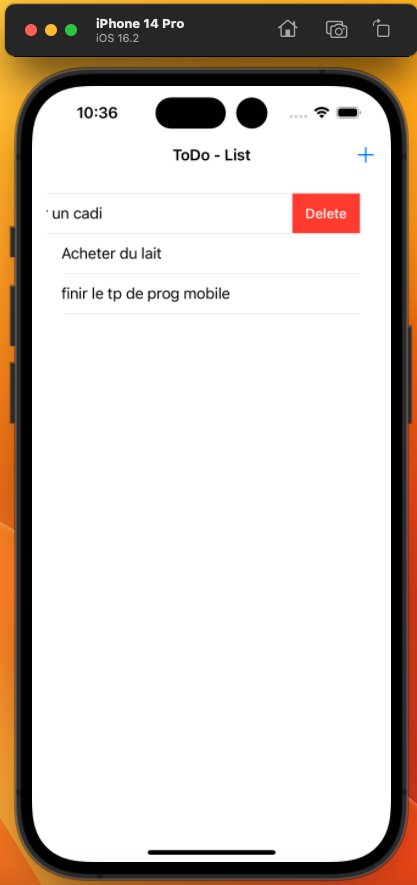 iPhone 14 Pro
iOS 16.2
10:36
ToDo - List
un cadi
Delete
Acheter du lait
finir le tp de prog mobile